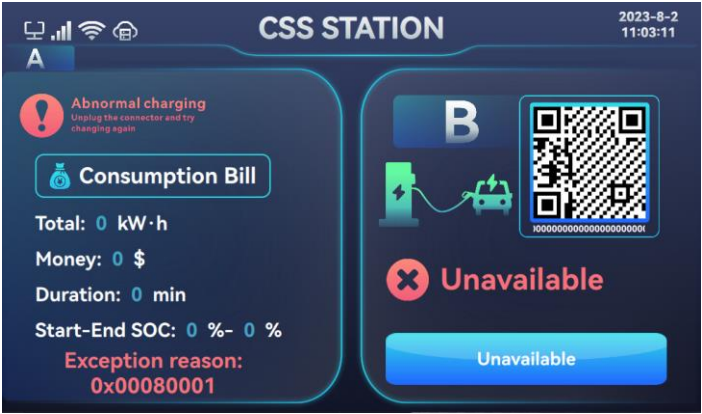 CSS STATION
2023-8-2
11:03:11
A
Abnormal charging
Unplug the connector and try
changing again
Consumption Bill
Total: 0 kW·h
Money: 0 $
Duration: 0 min
Start-End SOC: 0 %- 0 %
Exception reason:
0x00080001
B
Unavailable
Unavailable